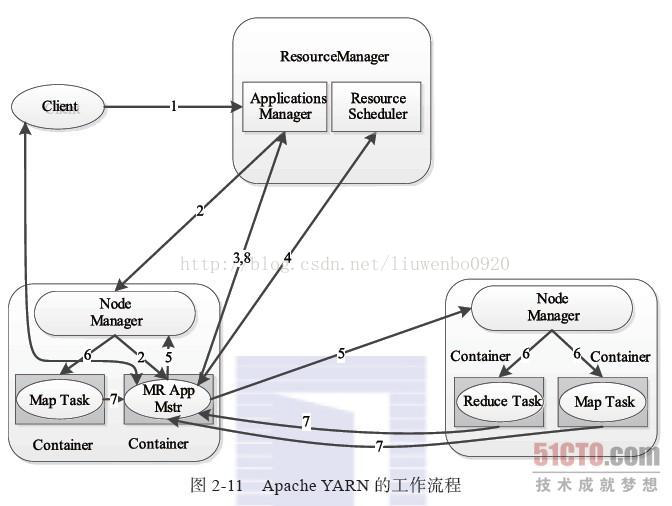 ResourceManager
Client
1
Applications
Manager
Resource
Scheduler
2
3,8
4
http://blog.csdn.net/liuwenbo0920
Node
Manager
Node
Manager
6
2
5
5
Container
6
6
Container
Map Task
7
MR App
Mstr
Reduce Task
Map Task
7
7
Container
Container
51CTO.com
技术成就梦想
图 2-11 Apache YARN 的工作流程